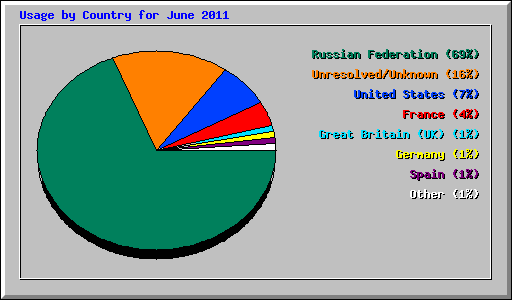 Usage by Country for June 2011
Russian Federation (69%)
Unresolved/Unknown (16%)
United States (7%)
France (4%)
Great Britain (UK) (1%)
Germany (1%)
Spain (1%)
Other (1%)